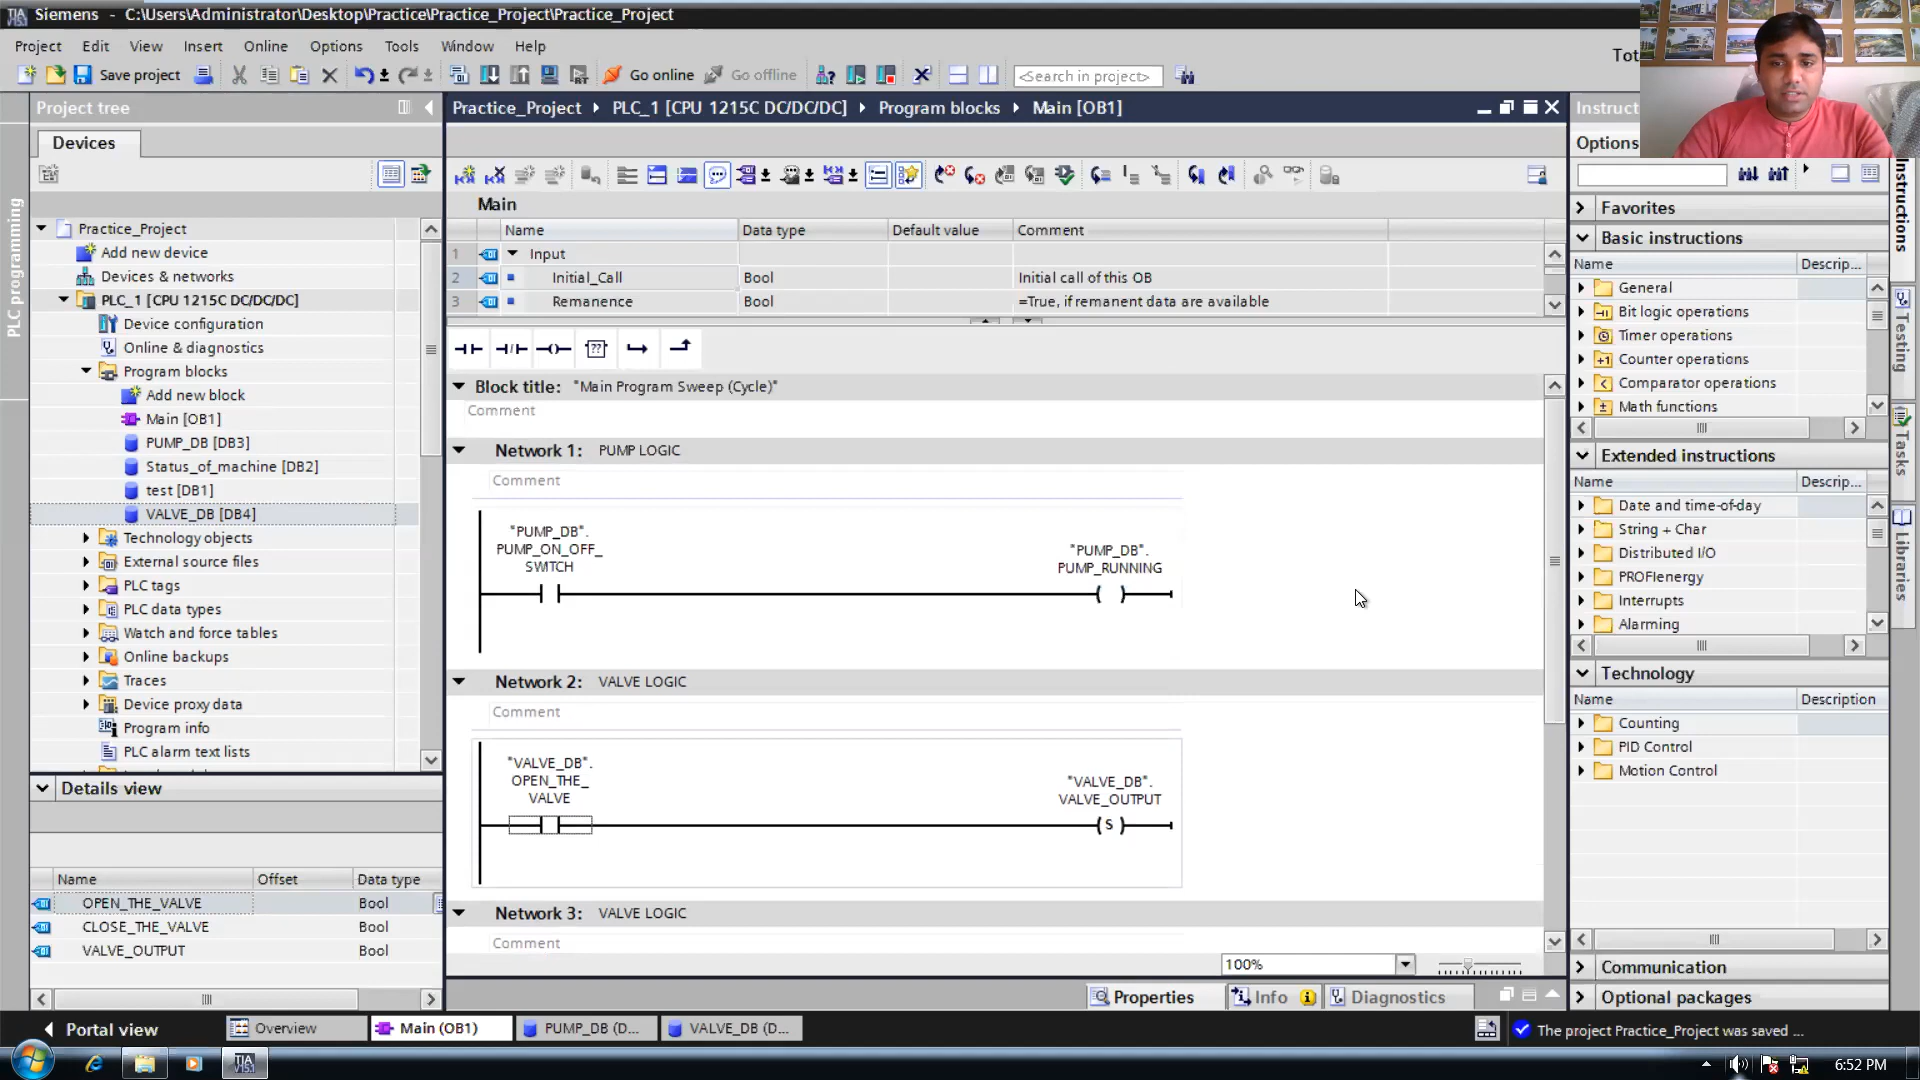 Siemens - C:\Users\Administrator\Desktop\Practice\Practice_Project\Practice_Project
Project Edit View Insert Online Options Tools Window Help
Tot
Save project
Go online
Go offline
<Search in project>
Project tree
Practice_Project ▸ PLC_1 [CPU 1215C DC/DC/DC] ▸ Program blocks ▸ Main [OB1]
Instruc
Devices
Options
PLC programming
Practice_Project
Add new device
Devices & networks
PLC_1 [CPU 1215C DC/DC/DC]
Device configuration
Online & diagnostics
Program blocks
Add new block
Main [OB1]
PUMP_DB [DB3]
Status_of_machine [DB2]
test [DB1]
VALVE_DB [DB4]
Technology objects
External source files
PLC tags
PLC data types
Watch and force tables
Online backups
Traces
Device proxy data
Program info
PLC alarm text lists
Details view
Name Offset Data type
OPEN_THE_VALVE Bool
CLOSE_THE_VALVE Bool
VALVE_OUTPUT Bool
Main
Name Data type Default value Comment
1 Input
2 Initial_Call Bool Initial call of this OB
3 Remanence Bool =True, if remanent data are available
??
Block title: "Main Program Sweep (Cycle)"
Comment
Network 1: PUMP LOGIC
Comment
"PUMP_DB".
PUMP_ON_OFF_
SWITCH
"PUMP_DB".
PUMP_RUNNING
Network 2: VALVE LOGIC
Comment
"VALVE_DB".
OPEN_THE_
VALVE
"VALVE_DB".
VALVE_OUTPUT
S
Network 3: VALVE LOGIC
Comment
100%
Properties
Info
Diagnostics
Favorites
Basic instructions
Name Descrip...
General
Bit logic operations
Timer operations
Counter operations
Comparator operations
Math functions
Extended instructions
Name Descrip...
Date and time-of-day
String + Char
Distributed I/O
PROFIenergy
Interrupts
Alarming
Technology
Name Description
Counting
PID Control
Motion Control
Communication
Optional packages
Instructions
Testing
Tasks
Libraries
Portal view
Overview
Main (OB1)
PUMP_DB (D...
VALVE_DB (D...
The project Practice_Project was saved ...
6:52 PM